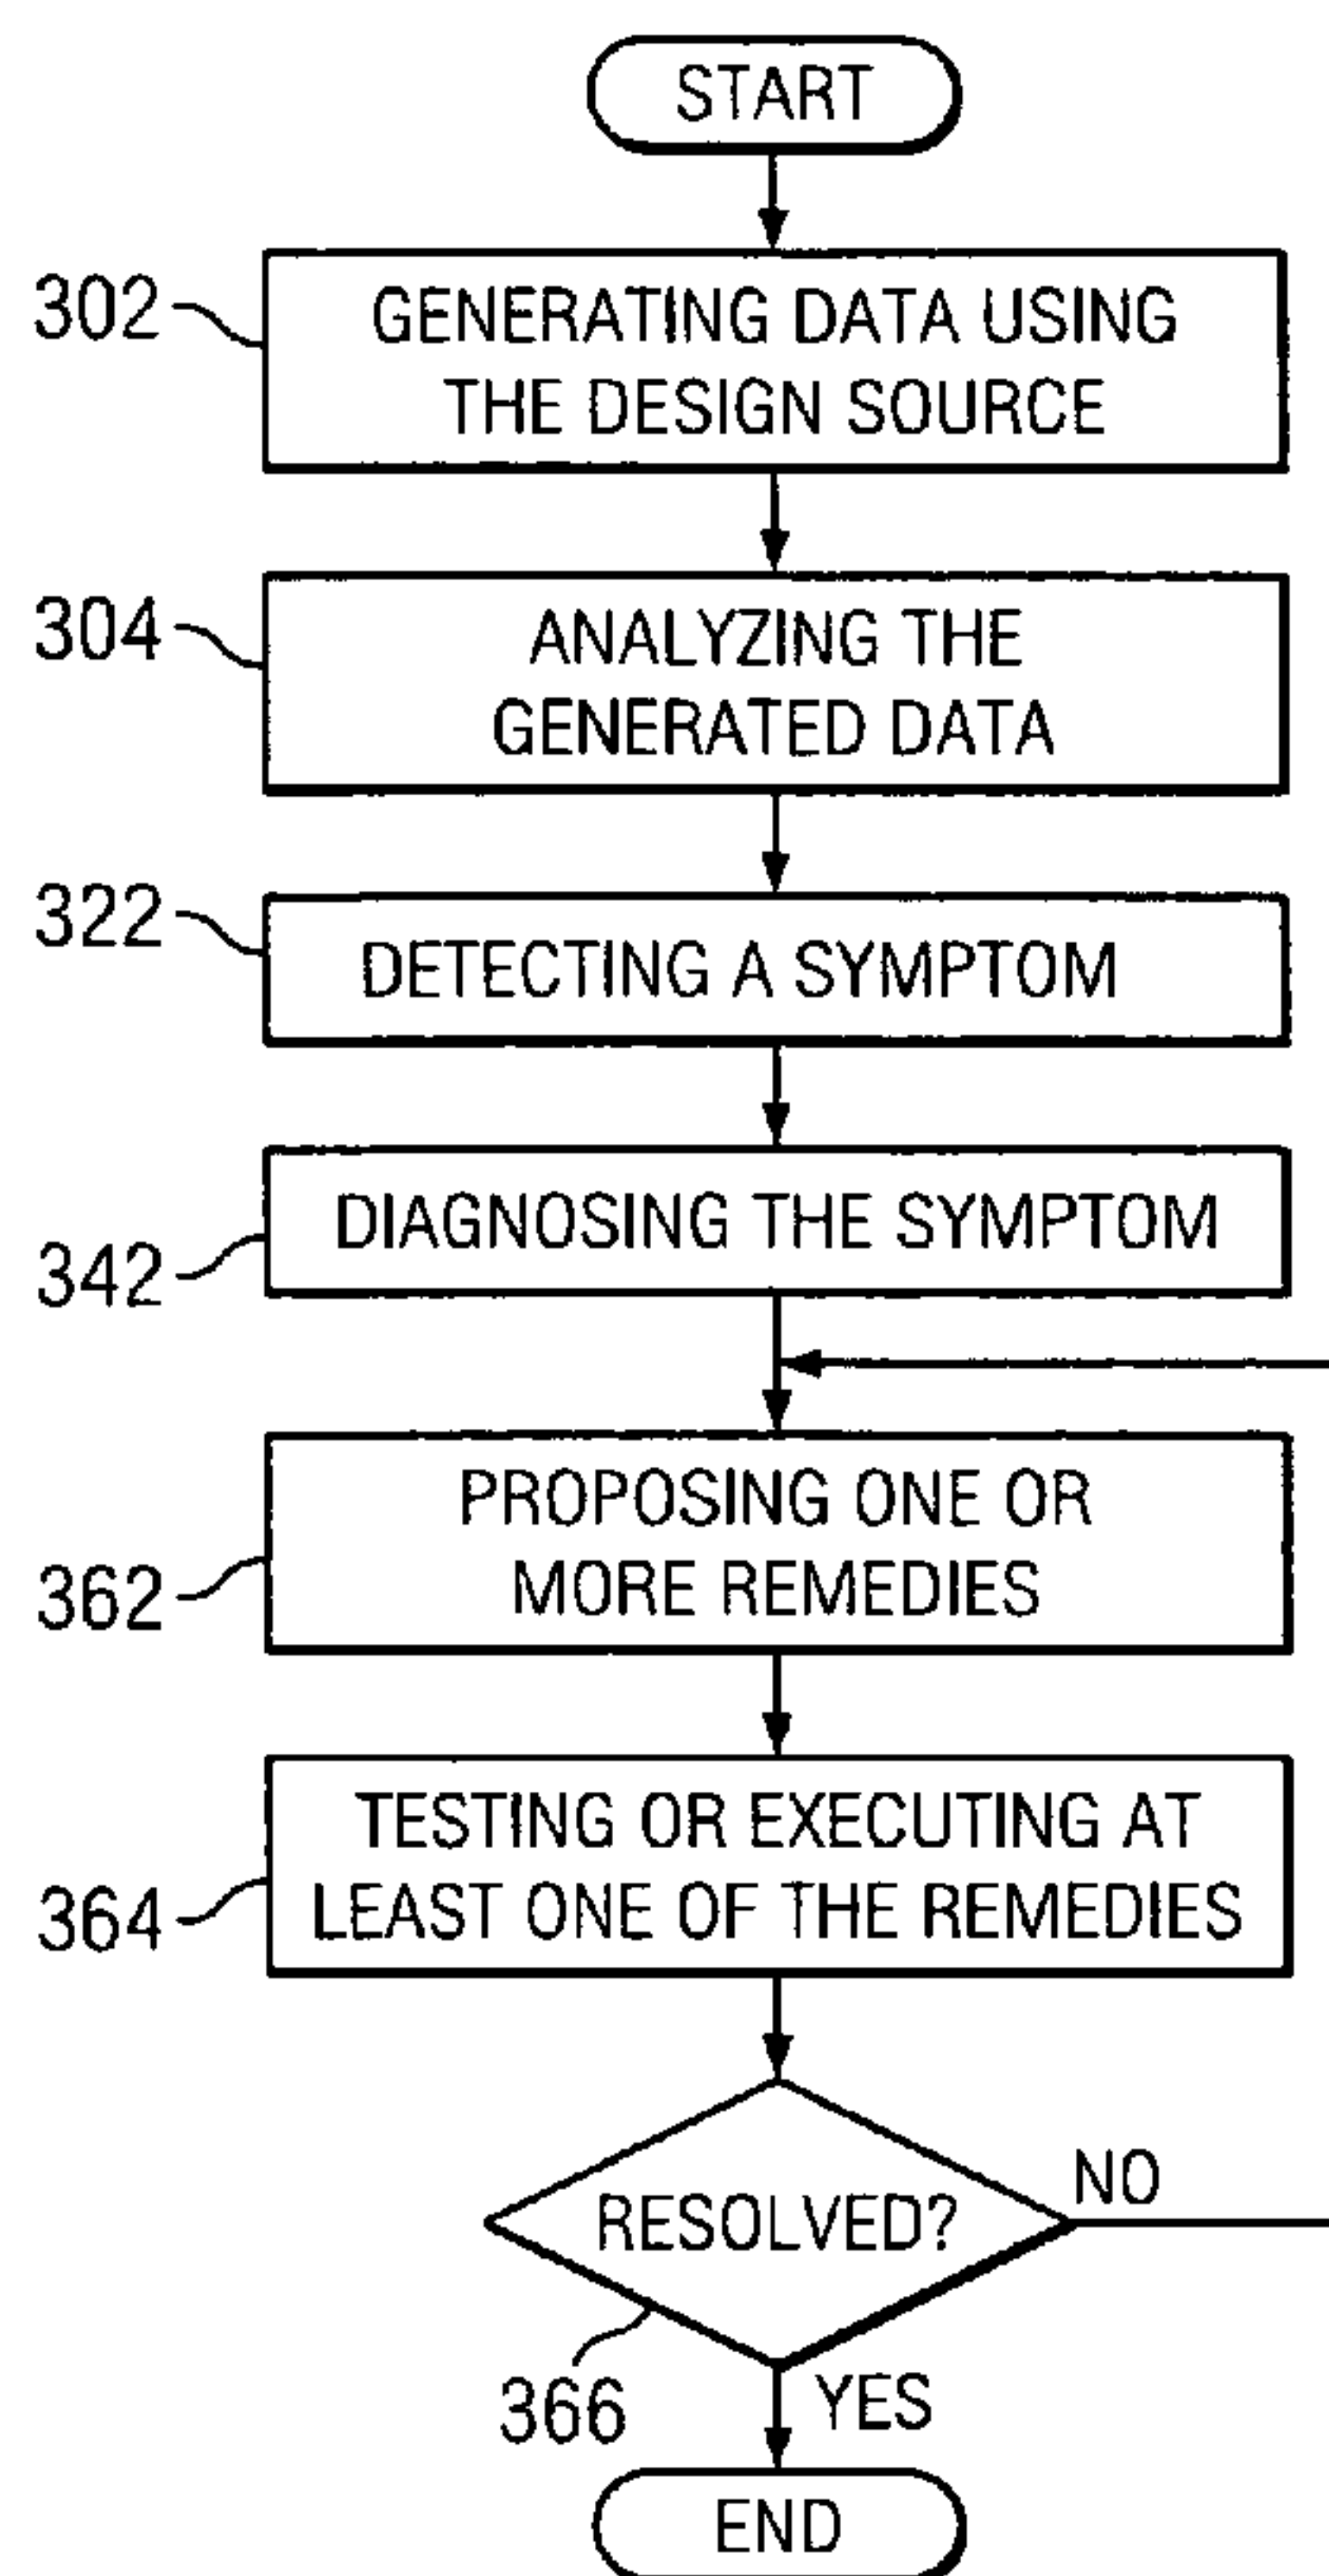 START
302
GENERATING DATA USING
THE DESIGN SOURCE
304
ANALYZING THE
GENERATED DATA
322
DETECTING A SYMPTOM
342
DIAGNOSING THE SYMPTOM
362
PROPOSING ONE OR
MORE REMEDIES
364
TESTING OR EXECUTING AT
LEAST ONE OF THE REMEDIES
RESOLVED?
NO
366
YES
END